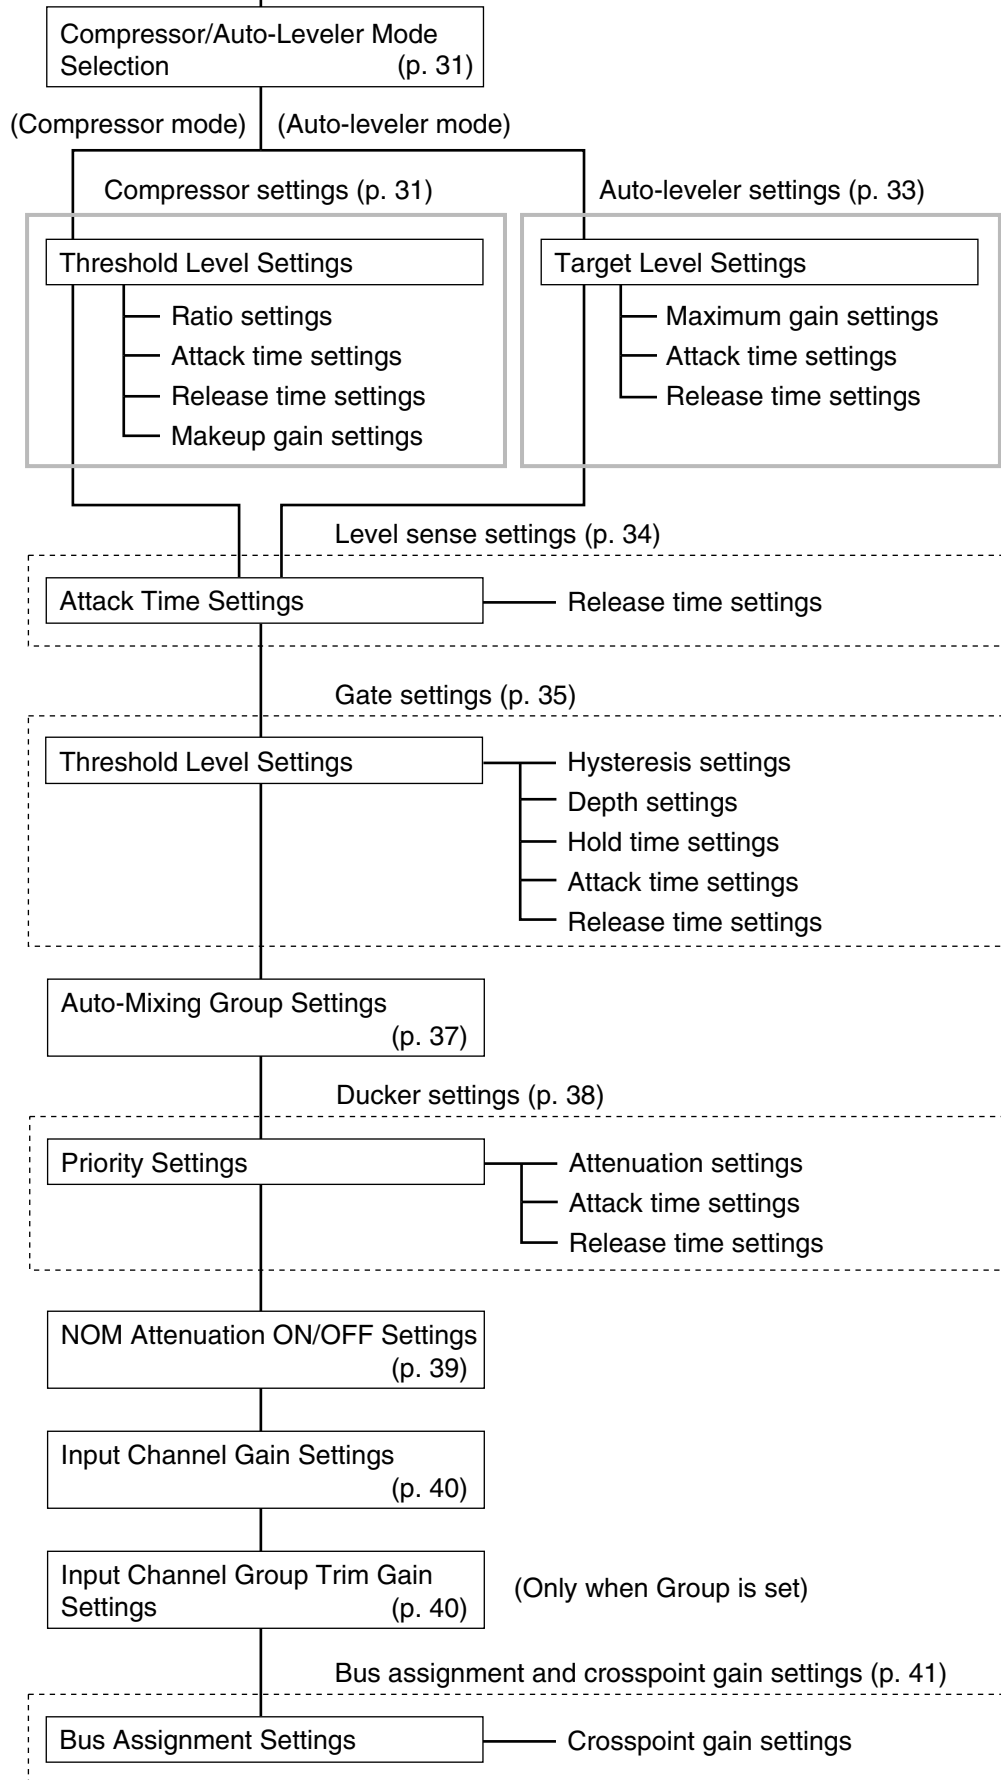 Compressor/Auto-Leveler Mode
Selection (p. 31)
(Compressor mode) (Auto-leveler mode)
Compressor settings (p. 31)
Threshold Level Settings
Ratio settings
Attack time settings
Release time settings
Makeup gain settings
Auto-leveler settings (p. 33)
Target Level Settings
Maximum gain settings
Attack time settings
Release time settings
Level sense settings (p. 34)
Attack Time Settings
Release time settings
Gate settings (p. 35)
Threshold Level Settings
Hysteresis settings
Depth settings
Hold time settings
Attack time settings
Release time settings
Auto-Mixing Group Settings
(p. 37)
Ducker settings (p. 38)
Priority Settings
Attenuation settings
Attack time settings
Release time settings
NOM Attenuation ON/OFF Settings
(p. 39)
Input Channel Gain Settings
(p. 40)
Input Channel Group Trim Gain
Settings (p. 40)
(Only when Group is set)
Bus assignment and crosspoint gain settings (p. 41)
Bus Assignment Settings
Crosspoint gain settings